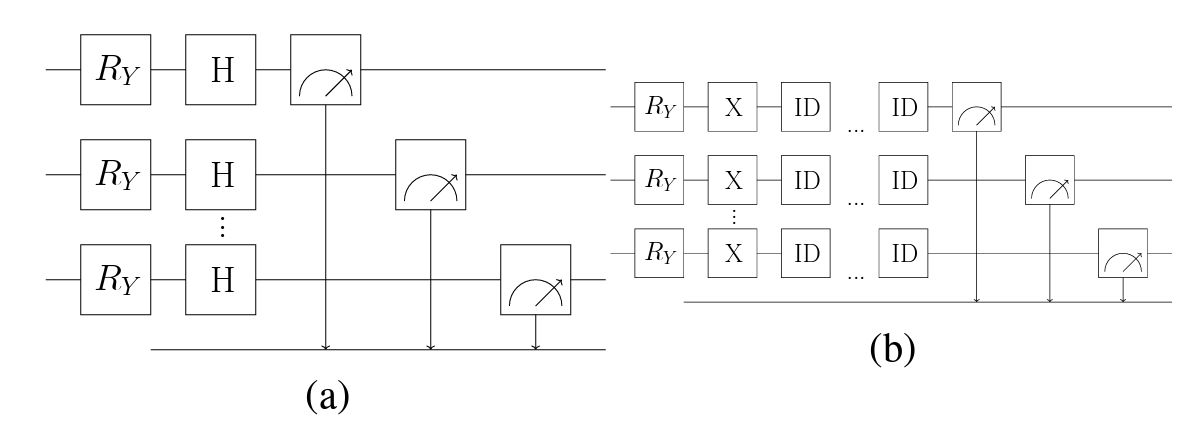 R_Y H
R_Y H
⋮
R_Y H
(a)
R_Y X ID ... ID
R_Y X ID ... ID
⋮
R_Y X ID ... ID
(b)